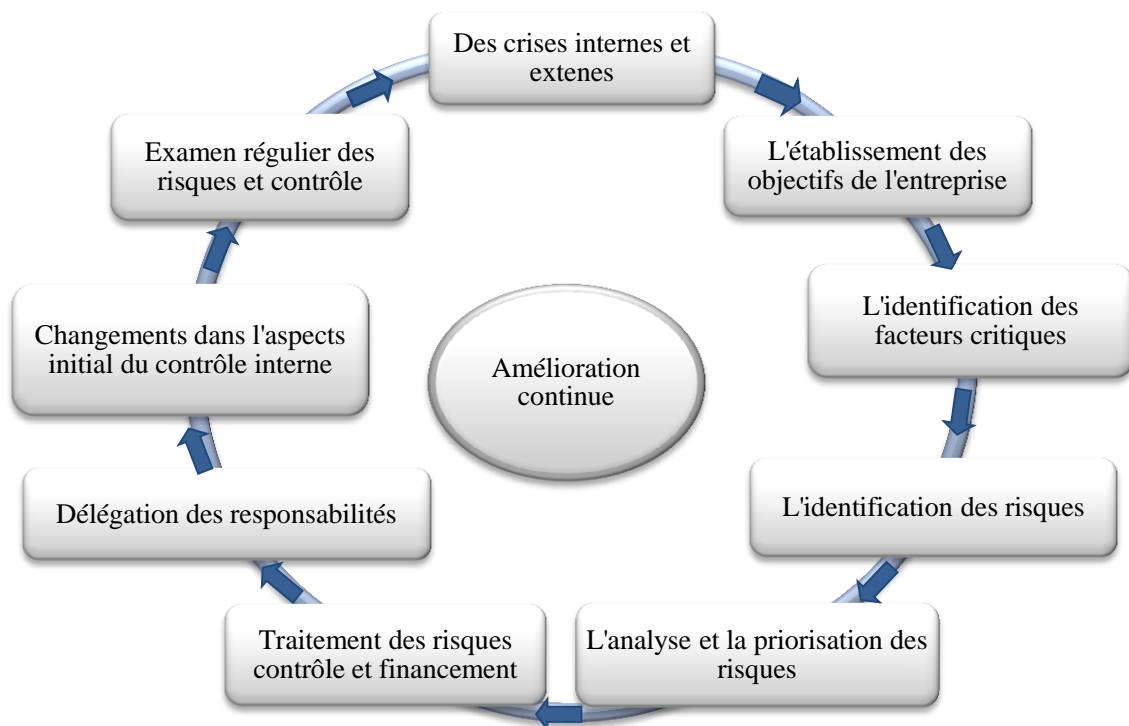 Des crises internes et
extenes
L'établissement des
objectifs de l'entreprise
L'identification des
facteurs critiques
L'identification des risques
L'analyse et la priorisation des
risques
Traitement des risques
contrôle et financement
Délégation des responsabilités
Changements dans l'aspects
initial du contrôle interne
Examen régulier des
risques et contrôle
Amélioration
continue